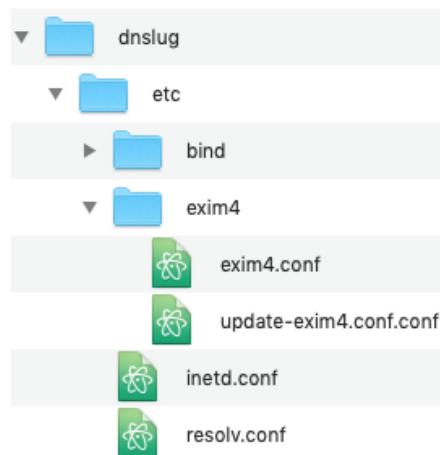 dnslug
etc
bind
exim4
exim4.conf
update-exim4.conf.conf
inetd.conf
resolv.conf